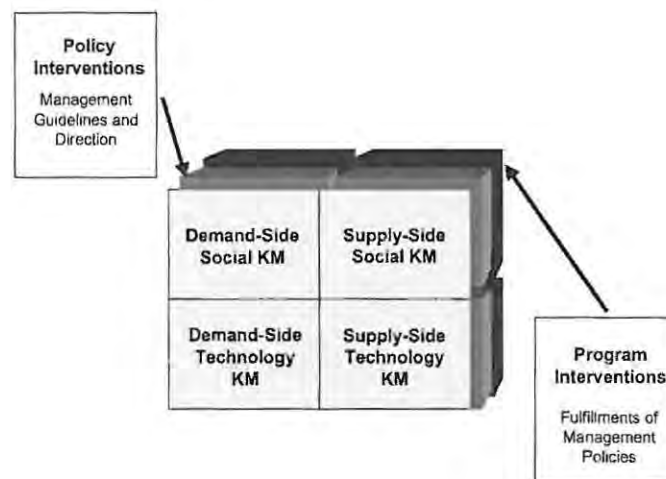 Policy
Interventions
Management
Guidelines and
Direction
Demand-Side
Social KM
Supply-Side
Social KM
Demand-Side
Technology
KM
Supply-Side
Technology
KM
Program
Interventions
Fulfillments of
Management
Policies